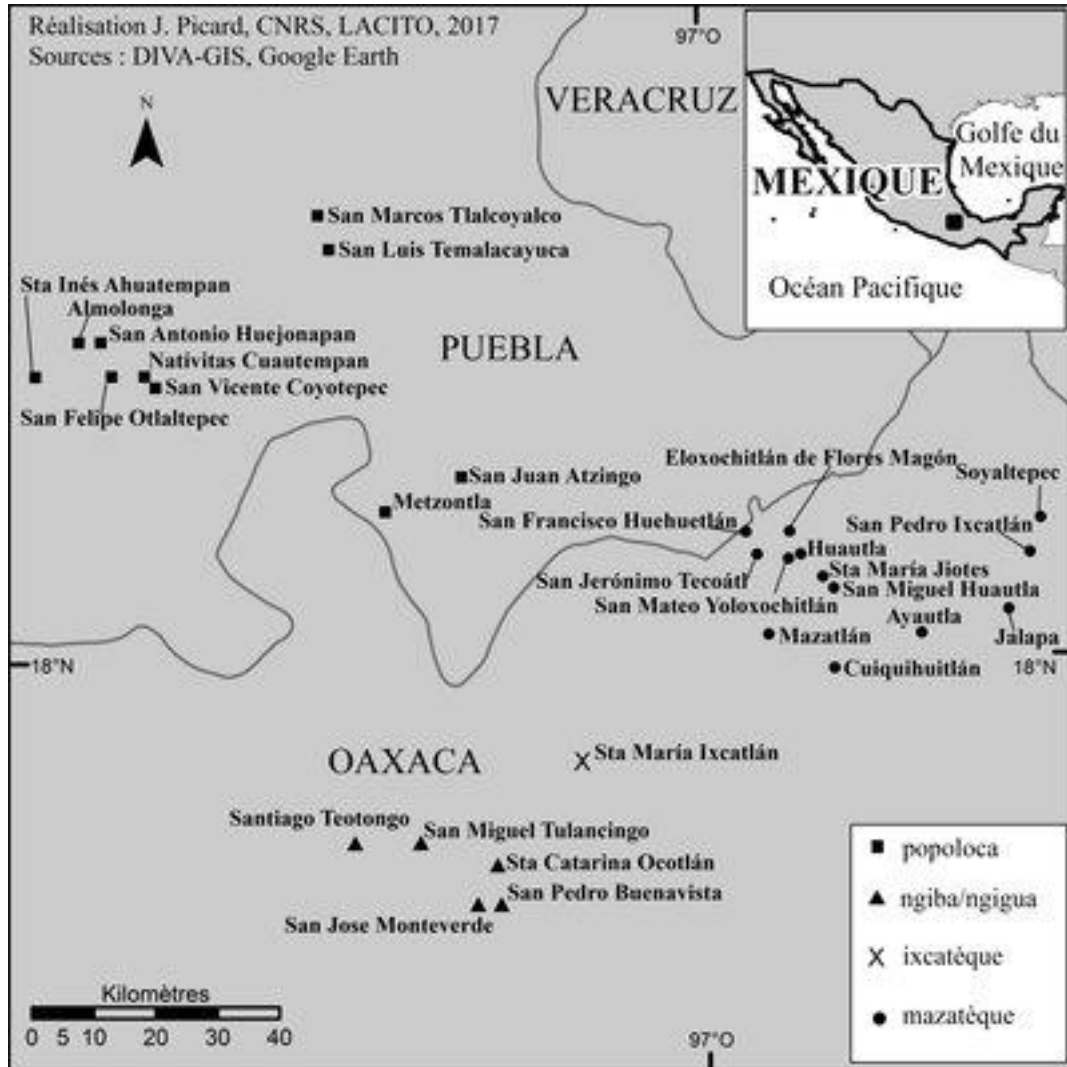 Réalisation J. Picard, CNRS, LACITO, 2017
Sources : DIVA-GIS, Google Earth
97°O
N
VERACRUZ
Golfe du
Mexique
MEXIQUE
Océan Pacifique
San Marcos Tlalcoyalco
San Luis Temalacayuca
Sta Inés Ahuatempan
Almolonga
San Antonio Huejonapan
Nativitas Cuautempan
San Vicente Coyotepec
San Felipe Otlaltepec
PUEBLA
San Juan Atzingo
Metzontla
Eloxochitlán de Flores Magón
Soyaltepec
San Francisco Huehuetlán
San Pedro Ixcatlán
Huautla
San Jerónimo Tecoátl
Sta María Jiotes
San Miguel Huautla
San Mateo Yoloxochitlán
Ayautla
Mazatlán
Jalapa
18°N
18°N
Cuiquihuitlán
OAXACA
Sta María Ixcatlán
Santiago Teotongo
San Miguel Tulancingo
Sta Catarina Ocotlán
San Pedro Buenavista
San Jose Monteverde
popoloca
ngiba/ngigua
ixcatèque
mazatèque
Kilomètres
0 5 10 20 30 40
97°O